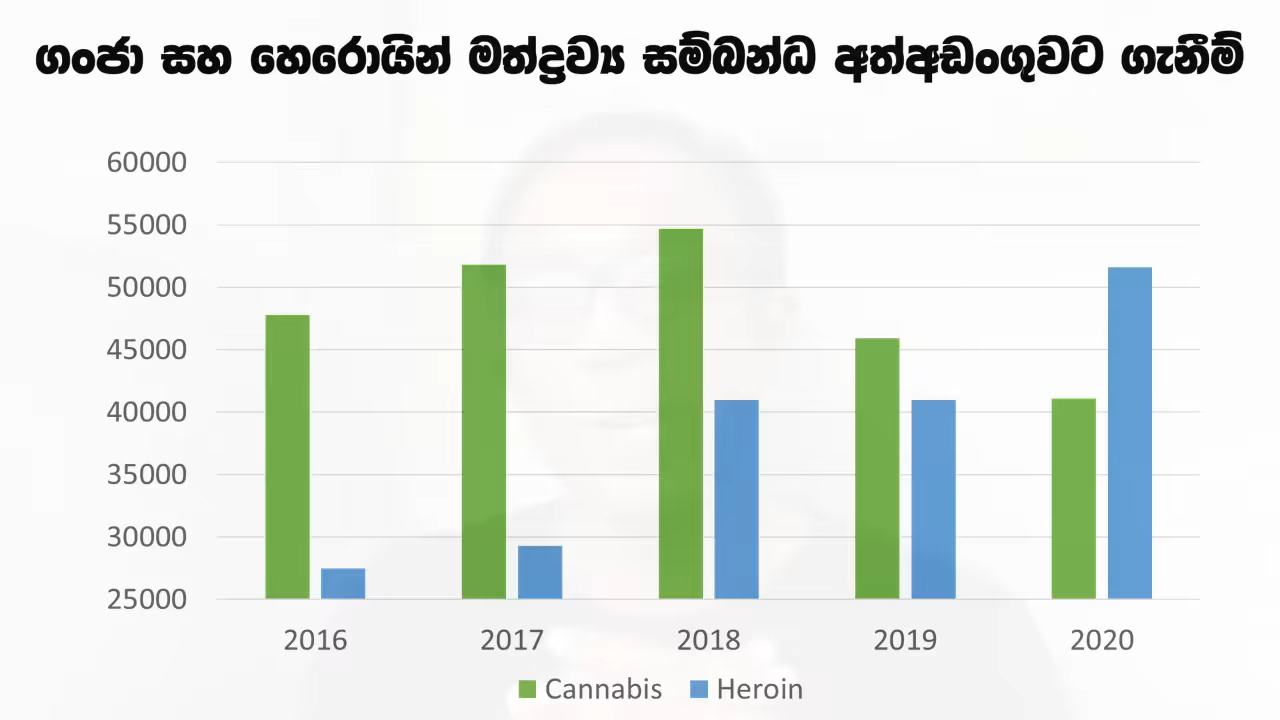 ගංජා සහ හෙරොයින් මත්ද්‍රව්‍ය සම්බන්ධ අත්අඩංගුවට ගැනීම්
60000
55000
50000
45000
40000
35000
30000
25000
2016 2017 2018 2019 2020
Cannabis Heroin